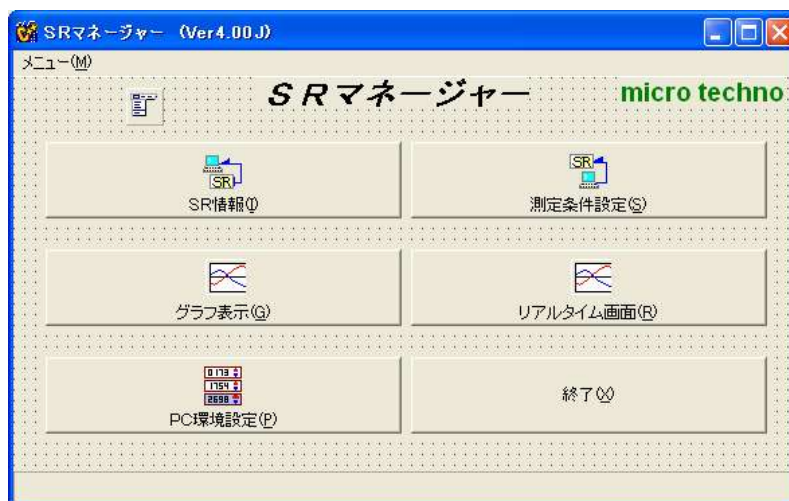 SRマネージャー (Ver4.00J)
メニュー(M)
SRマネージャー
micro techno
SR
SR情報(I)
SR
測定条件設定(S)
グラフ表示(G)
リアルタイム画面(R)
0173
1754
2698
PC環境設定(P)
終了(X)